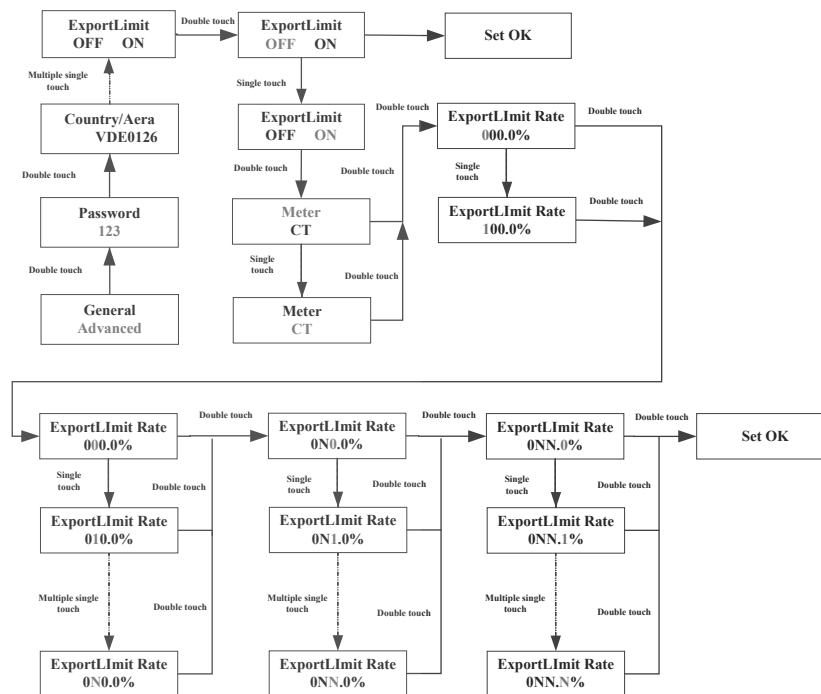 ExportLimit
OFF ON
Double touch
ExportLimit
OFF ON
Set OK
Multiple single
touch
Single touch
Country/Aera
VDE0126
ExportLimit
OFF ON
Double touch
ExportLImit Rate
000.0%
Double touch
Double touch
Double touch
Double touch
Single
touch
Password
123
Meter
CT
ExportLImit Rate
100.0%
Double touch
Double touch
Single
touch
Double touch
General
Advanced
Meter
CT
ExportLImit Rate
000.0%
Double touch
ExportLImit Rate
0N0.0%
Double touch
ExportLImit Rate
0NN.0%
Double touch
Set OK
Single
touch
Double touch
Single
touch
Double touch
Single
touch
Double touch
ExportLImit Rate
010.0%
ExportLImit Rate
0N1.0%
ExportLImit Rate
0NN.1%
Multiple single
touch
Double touch
Multiple single
touch
Double touch
Multiple single
touch
Double touch
ExportLImit Rate
0N0.0%
ExportLImit Rate
0NN.0%
ExportLImit Rate
0NN.N%